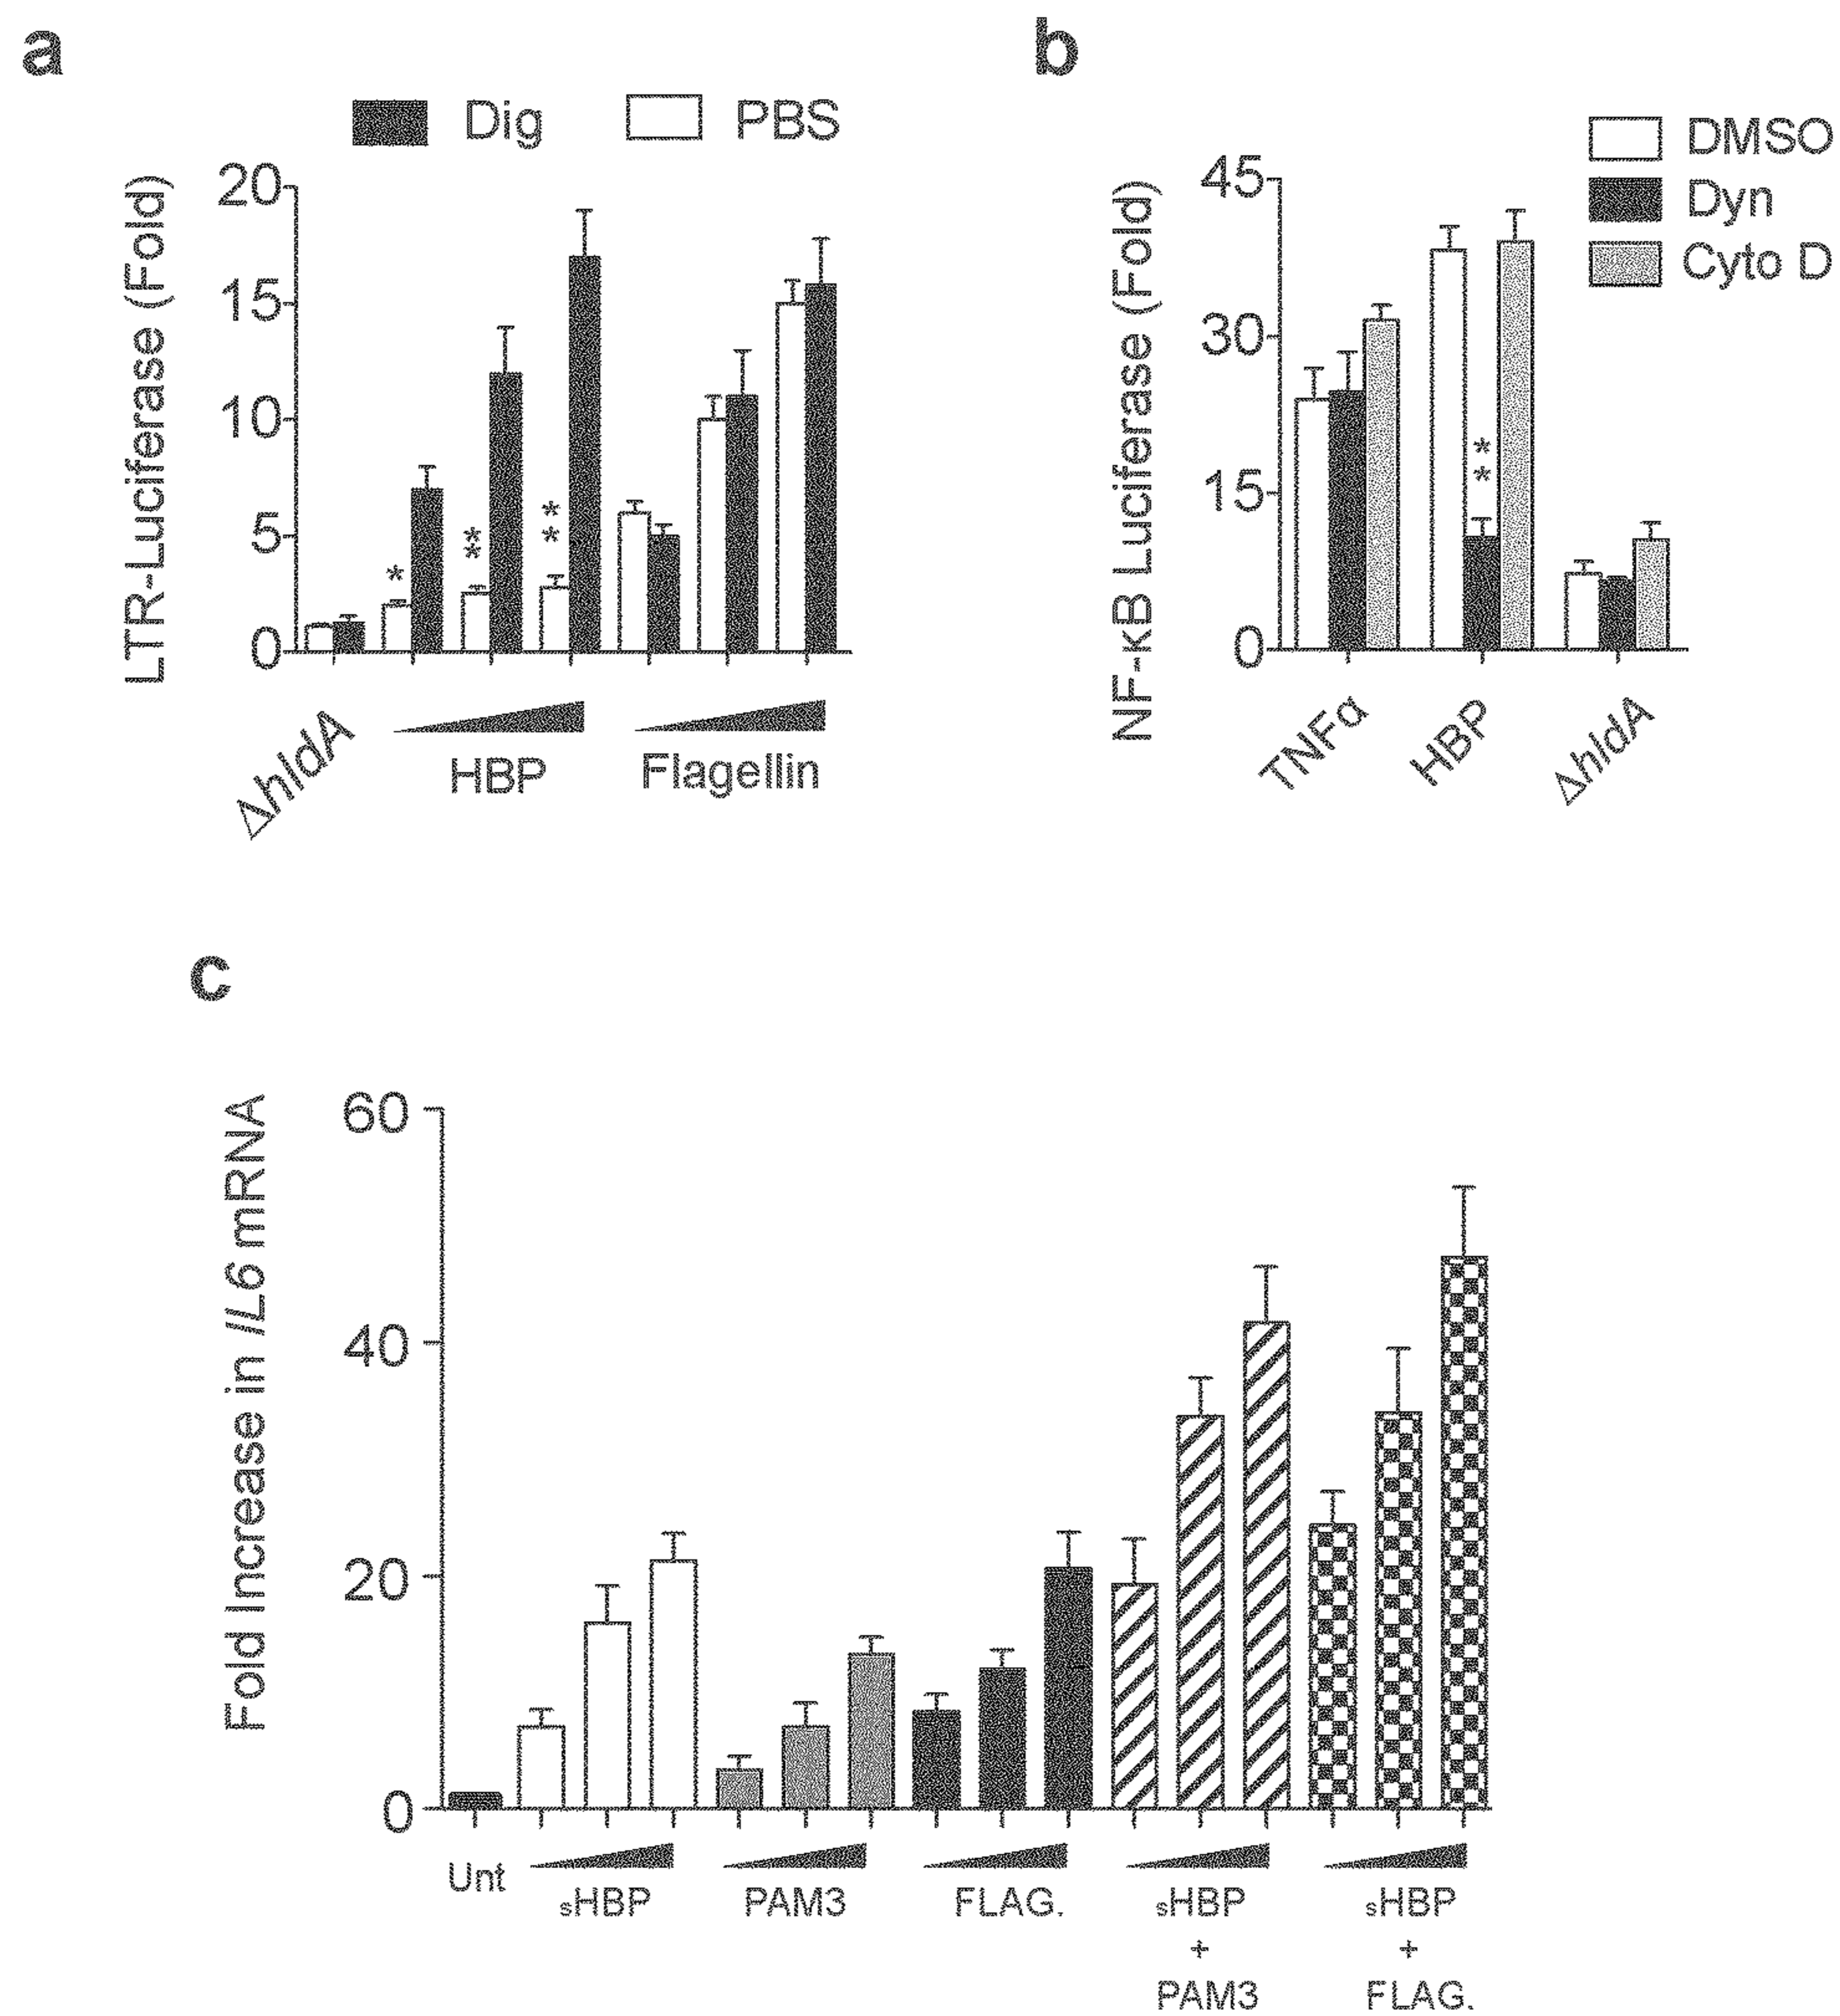 a
Dig PBS
LTR-Luciferase (Fold)
20
15
10
5
0
*
**
**
ΔhldA
HBP
Flagellin
b
DMSO
Dyn
Cyto D
NF-κB Luciferase (Fold)
45
30
15
0
**
TNFα
HBP
ΔhldA
c
Fold Increase in IL6 mRNA
60
40
20
0
Unt
sHBP
PAM3
FLAG.
sHBP
+
PAM3
sHBP
+
FLAG.